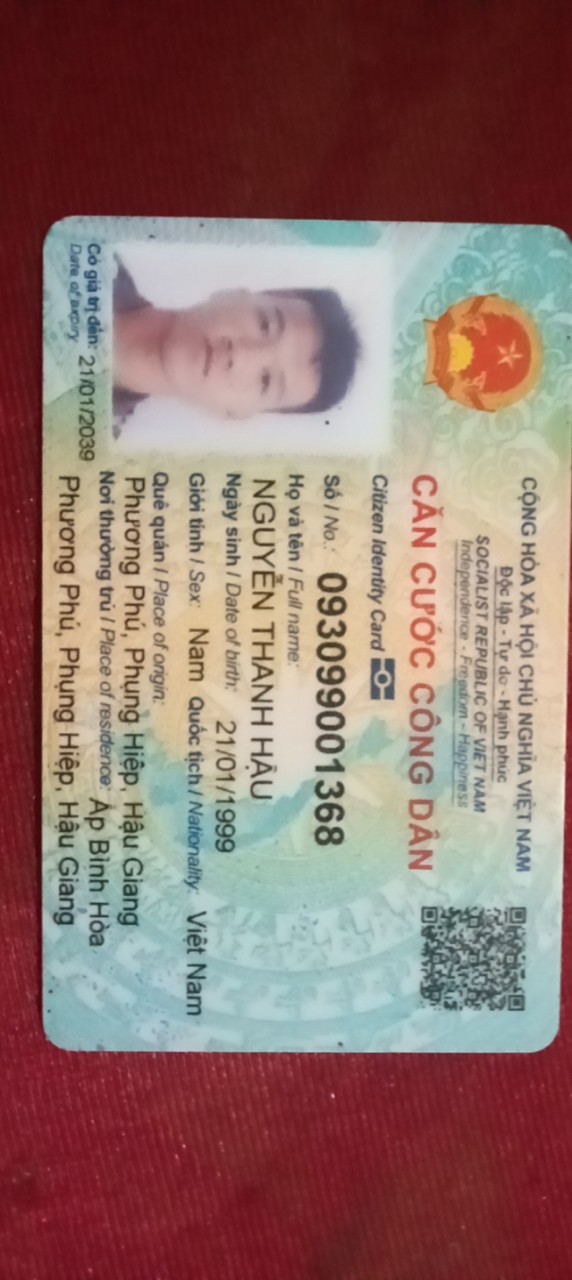 CỘNG HÒA XÃ HỘI CHỦ NGHĨA VIỆT NAM
Độc lập - Tự do - Hạnh phúc
SOCIALIST REPUBLIC OF VIET NAM
Independence - Freedom - Happiness
CĂN CƯỚC CÔNG DÂN
Citizen Identity Card
Số / No.: 093099001368
Họ và tên / Full name:
NGUYỄN THANH HẬU
Ngày sinh / Date of birth: 21/01/1999
Giới tính / Sex: Nam Quốc tịch / Nationality: Việt Nam
Quê quán / Place of origin:
Phương Phú, Phụng Hiệp, Hậu Giang
Nơi thường trú / Place of residence: Ấp Bình Hòa
Phương Phú, Phụng Hiệp, Hậu Giang
Có giá trị đến: 21/01/2039
Date of expiry